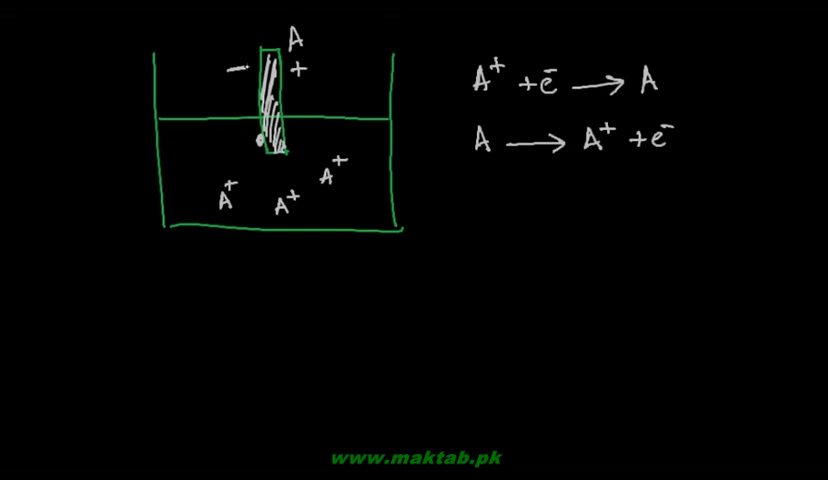 A
− +
A⁺ + e⁻ → A
A → A⁺ + e⁻
A⁺
A⁺ A⁺
www.maktab.pk